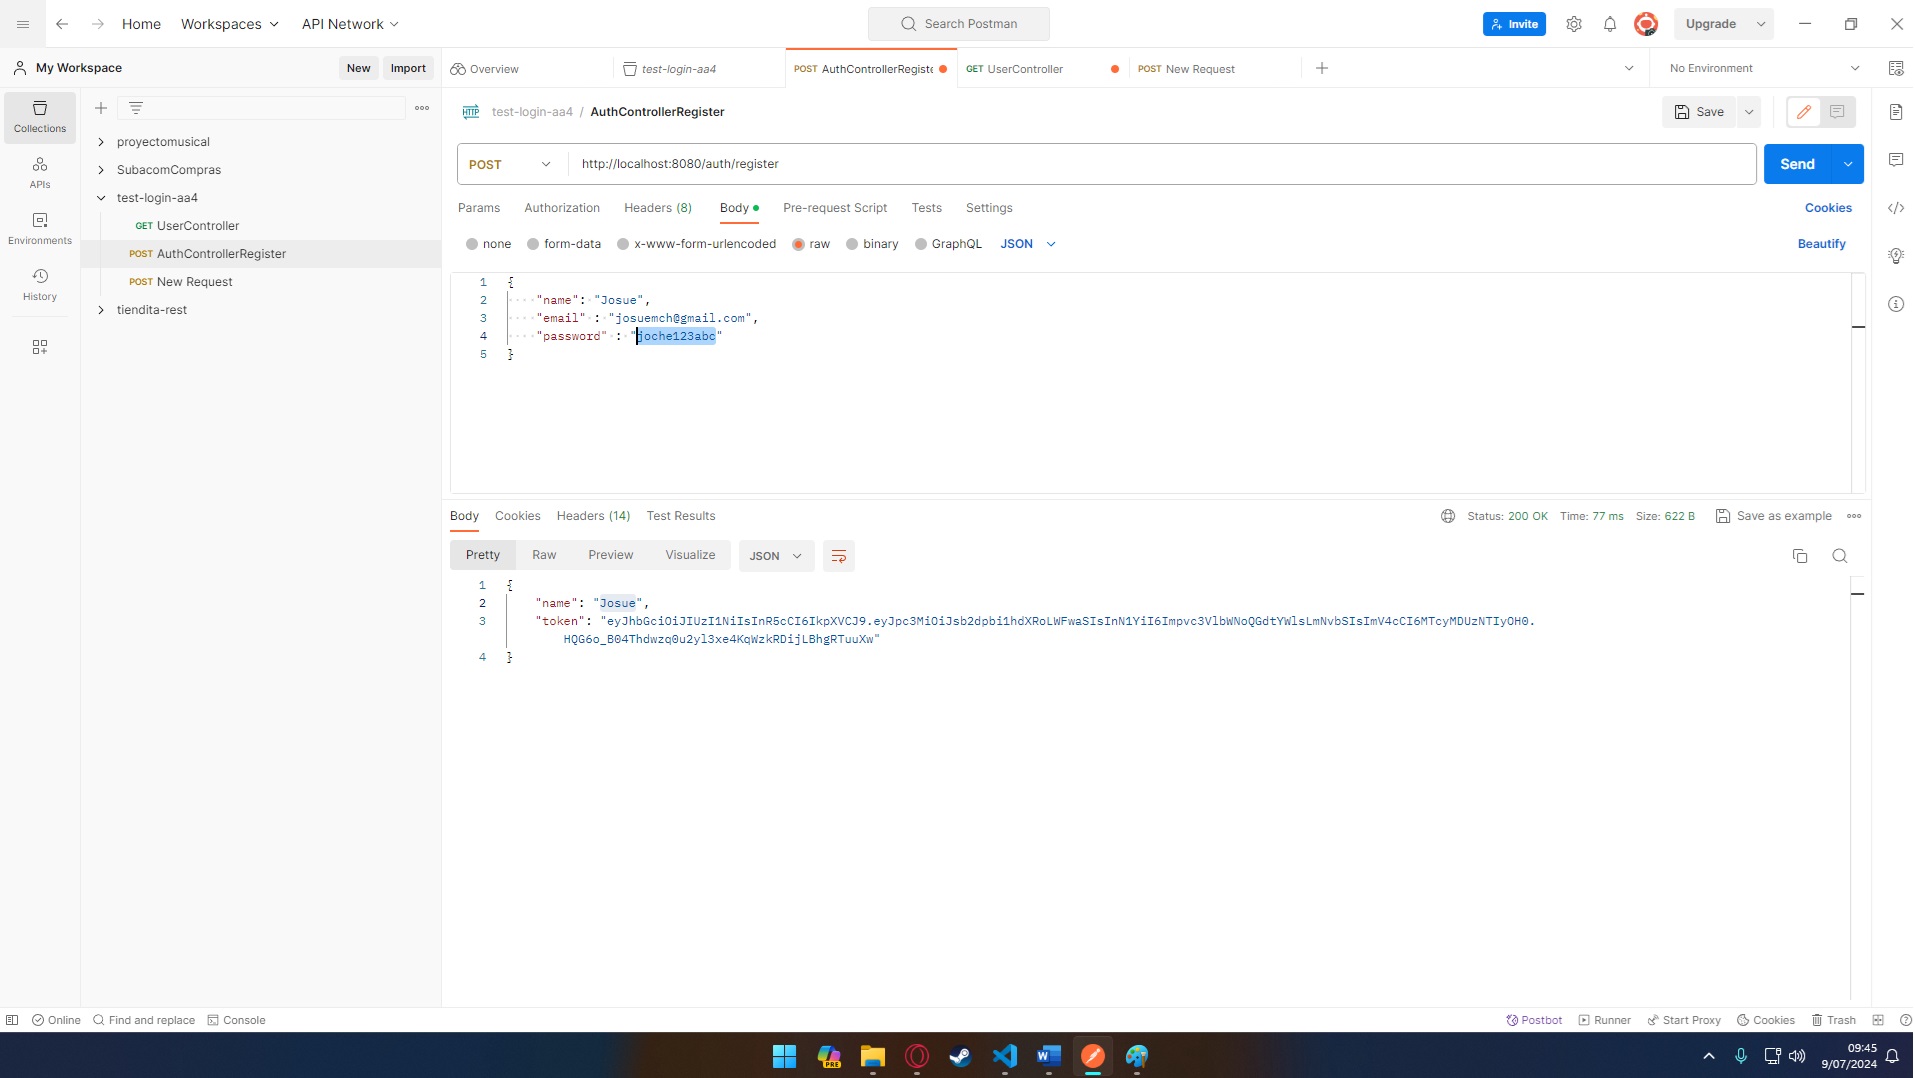 Home Workspaces API Network Search Postman Invite Upgrade
My Workspace New Import Overview test-login-aa4 POST AuthControllerRegiste GET UserController POST New Request No Environment
Collections
APIs
Environments
History
proyectomusical
SubacomCompras
test-login-aa4
GET UserController
POST AuthControllerRegister
POST New Request
tiendita-rest
HTTP test-login-aa4 / AuthControllerRegister Save
POST http://localhost:8080/auth/register Send
Params Authorization Headers (8) Body Pre-request Script Tests Settings Cookies
none form-data x-www-form-urlencoded raw binary GraphQL JSON Beautify
1 {
2 "name": "Josue",
3 "email" : "josuemch@gmail.com",
4 "password" : "joche123abc"
5 }
Body Cookies Headers (14) Test Results Status: 200 OK Time: 77 ms Size: 622 B Save as example
Pretty Raw Preview Visualize JSON
1 {
2 "name": "Josue",
3 "token": "eyJhbGciOiJIUzI1NiIsInR5cCI6IkpXVCJ9.eyJpc3MiOiJsb2dpbi1hdXRoLWFwaSIsInN1YiI6Impvc3VlbWNoQGdtYWlsLmNvbSIsImV4cCI6MTcyMDUzNTIyOH0.
HQG6o_B04Thdwzq0u2yl3xe4KqWzkRDijLBhgRTuuXw"
4 }
Online Find and replace Console Postbot Runner Start Proxy Cookies Trash
PRE
09:45
9/07/2024